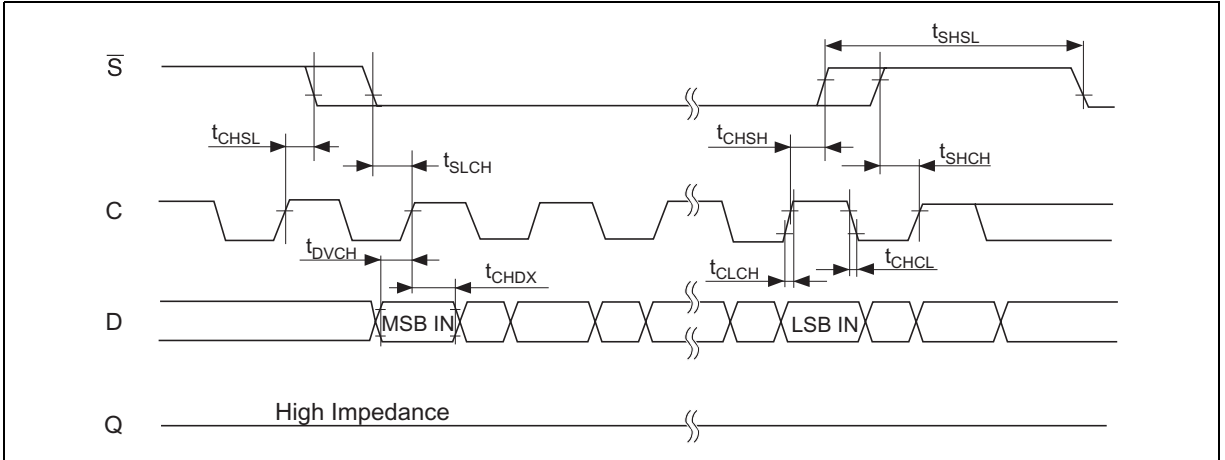 tSHSL
S̅
tCHSL
tSLCH
tCHSH
tSHCH
C
tDVCH
tCHDX
tCLCH
tCHCL
D
MSB IN
LSB IN
High Impedance
Q